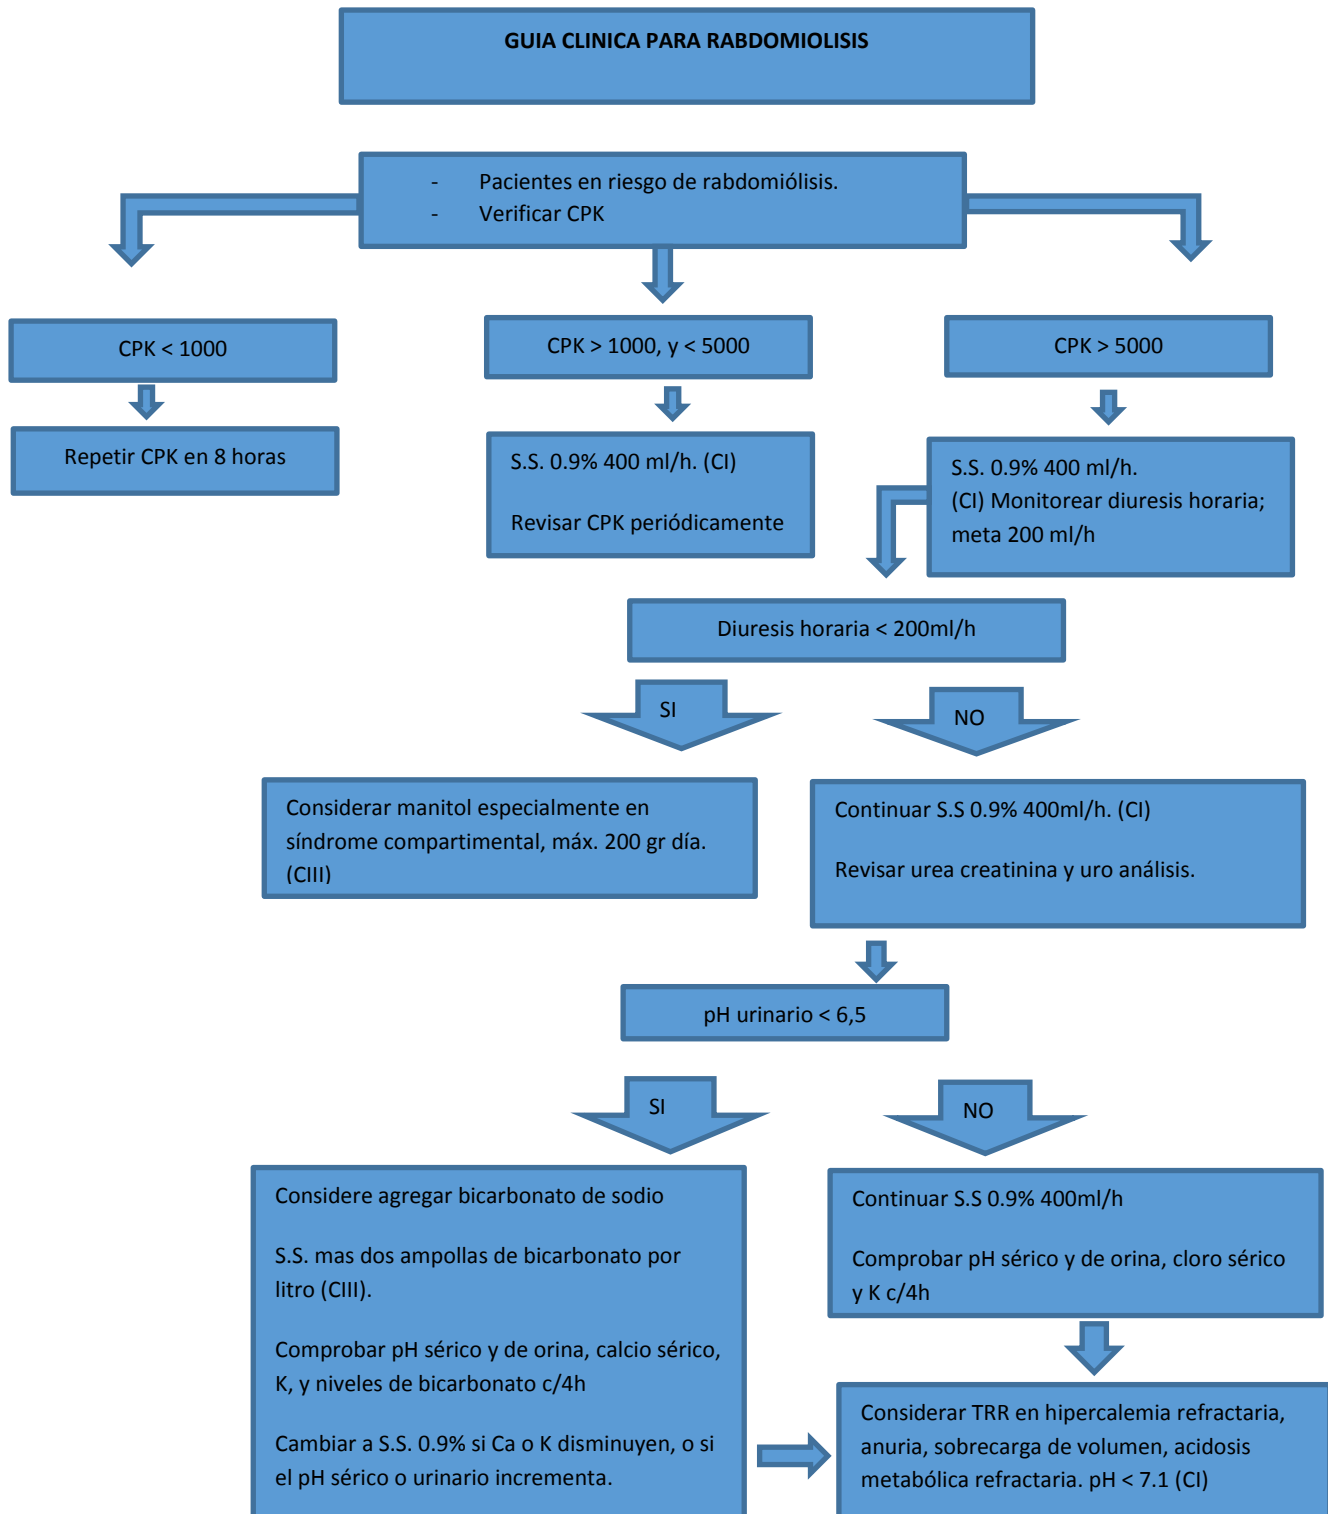 GUIA CLINICA PARA RABDOMIOLISIS
- Pacientes en riesgo de rabdomiólisis.
- Verificar CPK
CPK < 1000
CPK > 1000, y < 5000
CPK > 5000
Repetir CPK en 8 horas
S.S. 0.9% 400 ml/h. (CI)
Revisar CPK periódicamente
S.S. 0.9% 400 ml/h.
(CI) Monitorear diuresis horaria;
meta 200 ml/h
Diuresis horaria < 200ml/h
SI
NO
Considerar manitol especialmente en
síndrome compartimental, máx. 200 gr día.
(CIII)
Continuar S.S 0.9% 400ml/h. (CI)
Revisar urea creatinina y uro análisis.
pH urinario < 6,5
SI
NO
Considere agregar bicarbonato de sodio
S.S. mas dos ampollas de bicarbonato por
litro (CIII).
Comprobar pH sérico y de orina, calcio sérico,
K, y niveles de bicarbonato c/4h
Cambiar a S.S. 0.9% si Ca o K disminuyen, o si
el pH sérico o urinario incrementa.
Continuar S.S 0.9% 400ml/h
Comprobar pH sérico y de orina, cloro sérico
y K c/4h
Considerar TRR en hipercalemia refractaria,
anuria, sobrecarga de volumen, acidosis
metabólica refractaria. pH < 7.1 (CI)